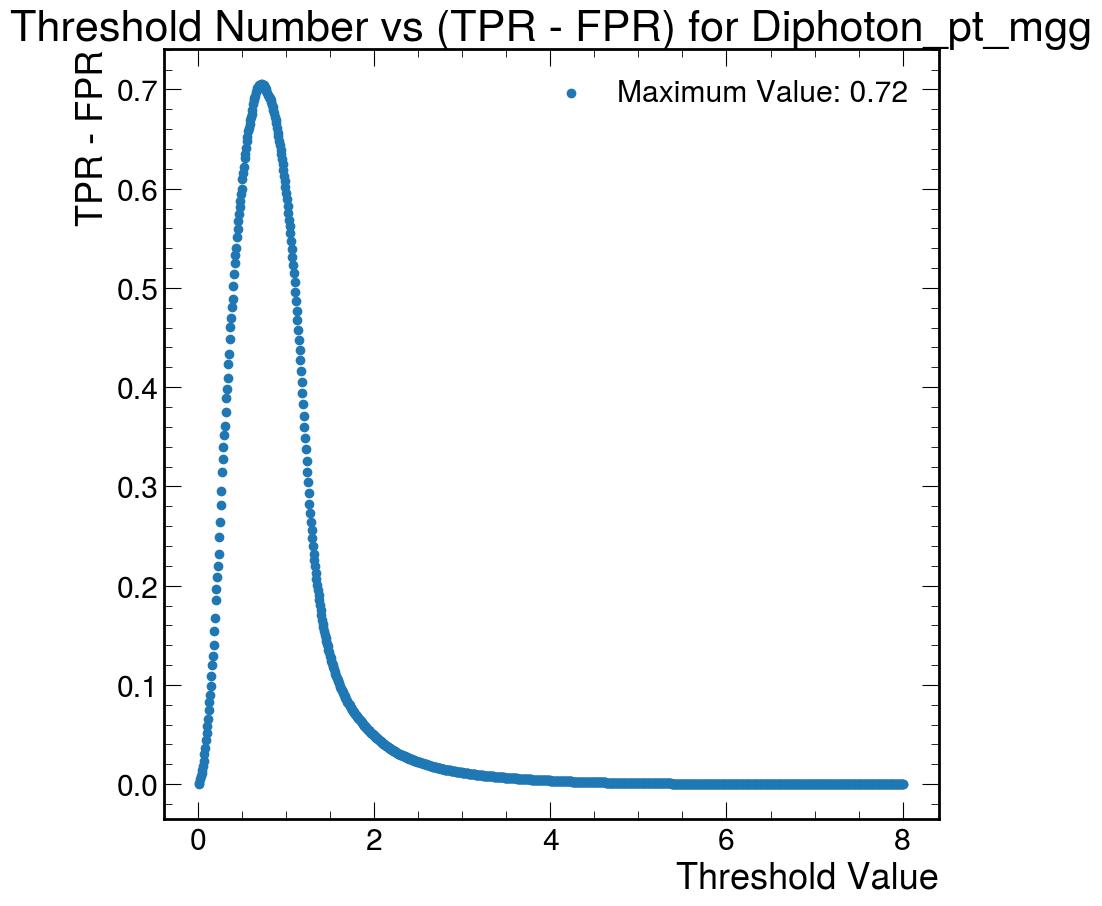 Threshold Number vs (TPR - FPR) for Diphoton_pt_mgg
TPR - FPR
Maximum Value: 0.72
0.7
0.6
0.5
0.4
0.3
0.2
0.1
0.0
0 2 4 6 8
Threshold Value